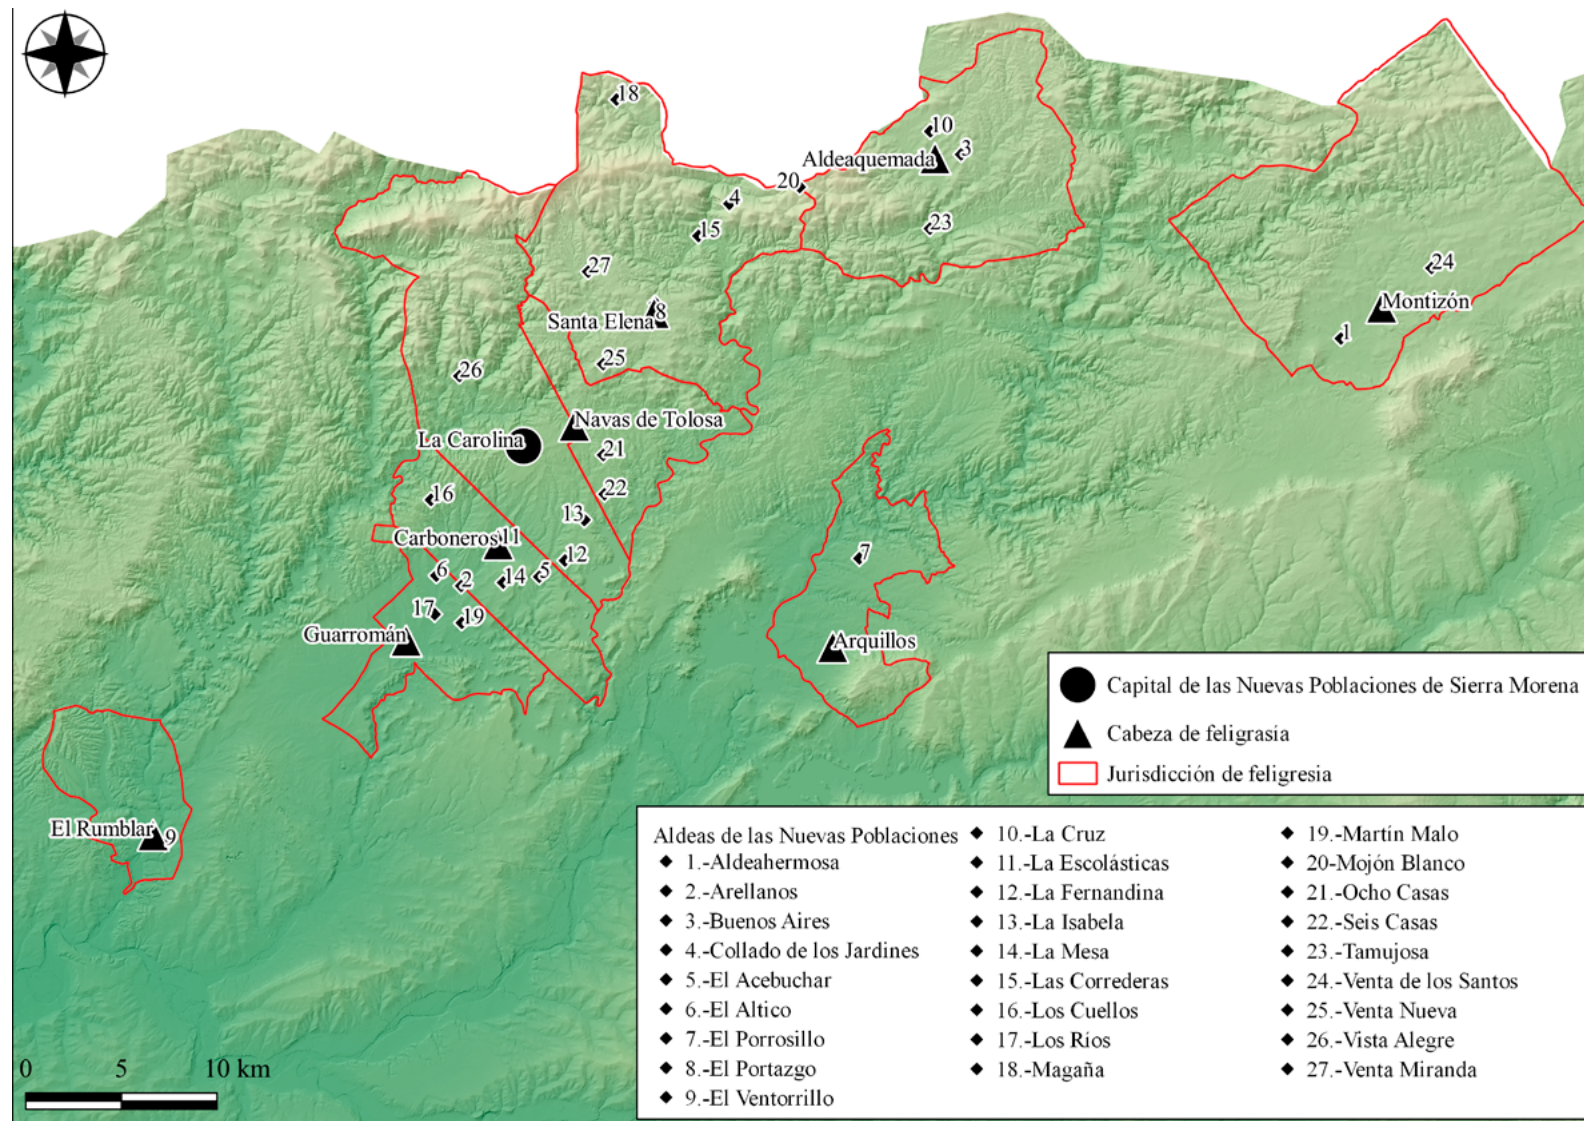 18
10
Aldeaquemada
3
20
4
15
23
27
24
Santa Elena
8
Montizón
1
25
26
Navas de Tolosa
La Carolina
21
16
22
13
Carboneros
11
12
7
6
2
14
5
17
19
Guarromán
Arquillos
El Rumblar
9
Capital de las Nuevas Poblaciones de Sierra Morena
Cabeza de feligrasía
Jurisdicción de feligresia
Aldeas de las Nuevas Poblaciones
1.-Aldeahermosa
2.-Arellanos
3.-Buenos Aires
4.-Collado de los Jardines
5.-El Acebuchar
6.-El Altico
7.-El Porrosillo
8.-El Portazgo
9.-El Ventorrillo
10.-La Cruz
11.-La Escolásticas
12.-La Fernandina
13.-La Isabela
14.-La Mesa
15.-Las Correderas
16.-Los Cuellos
17.-Los Rios
18.-Magaña
19.-Martín Malo
20-Mojón Blanco
21.-Ocho Casas
22.-Seis Casas
23.-Tamujosa
24.-Venta de los Santos
25.-Venta Nueva
26.-Vista Alegre
27.-Venta Miranda
0 5 10 km